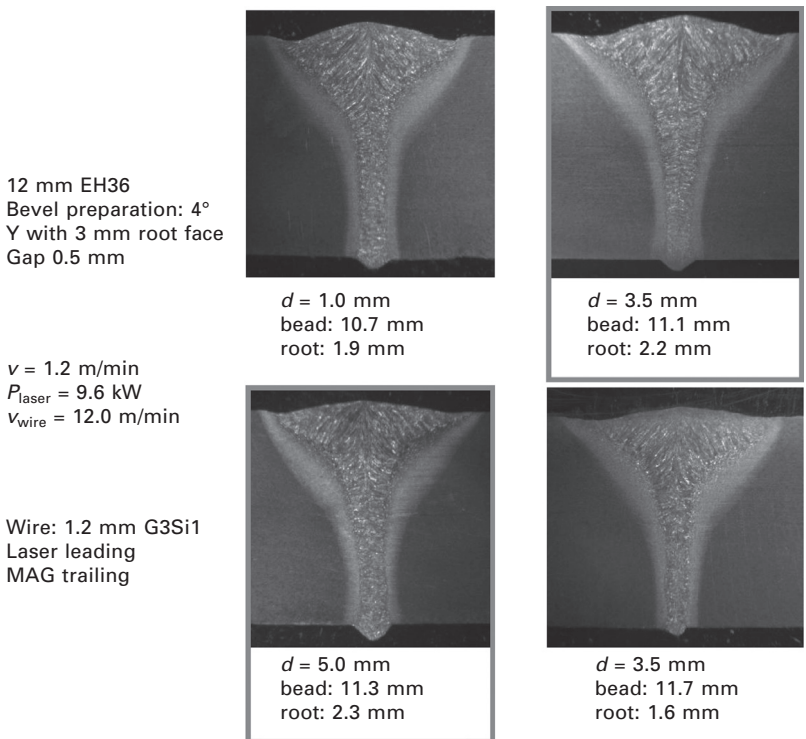 12 mm EH36
Bevel preparation: 4°
Y with 3 mm root face
Gap 0.5 mm
v = 1.2 m/min
Plaser = 9.6 kW
vwire = 12.0 m/min
Wire: 1.2 mm G3Si1
Laser leading
MAG trailing
d = 1.0 mm
bead: 10.7 mm
root: 1.9 mm
d = 3.5 mm
bead: 11.1 mm
root: 2.2 mm
d = 5.0 mm
bead: 11.3 mm
root: 2.3 mm
d = 3.5 mm
bead: 11.7 mm
root: 1.6 mm